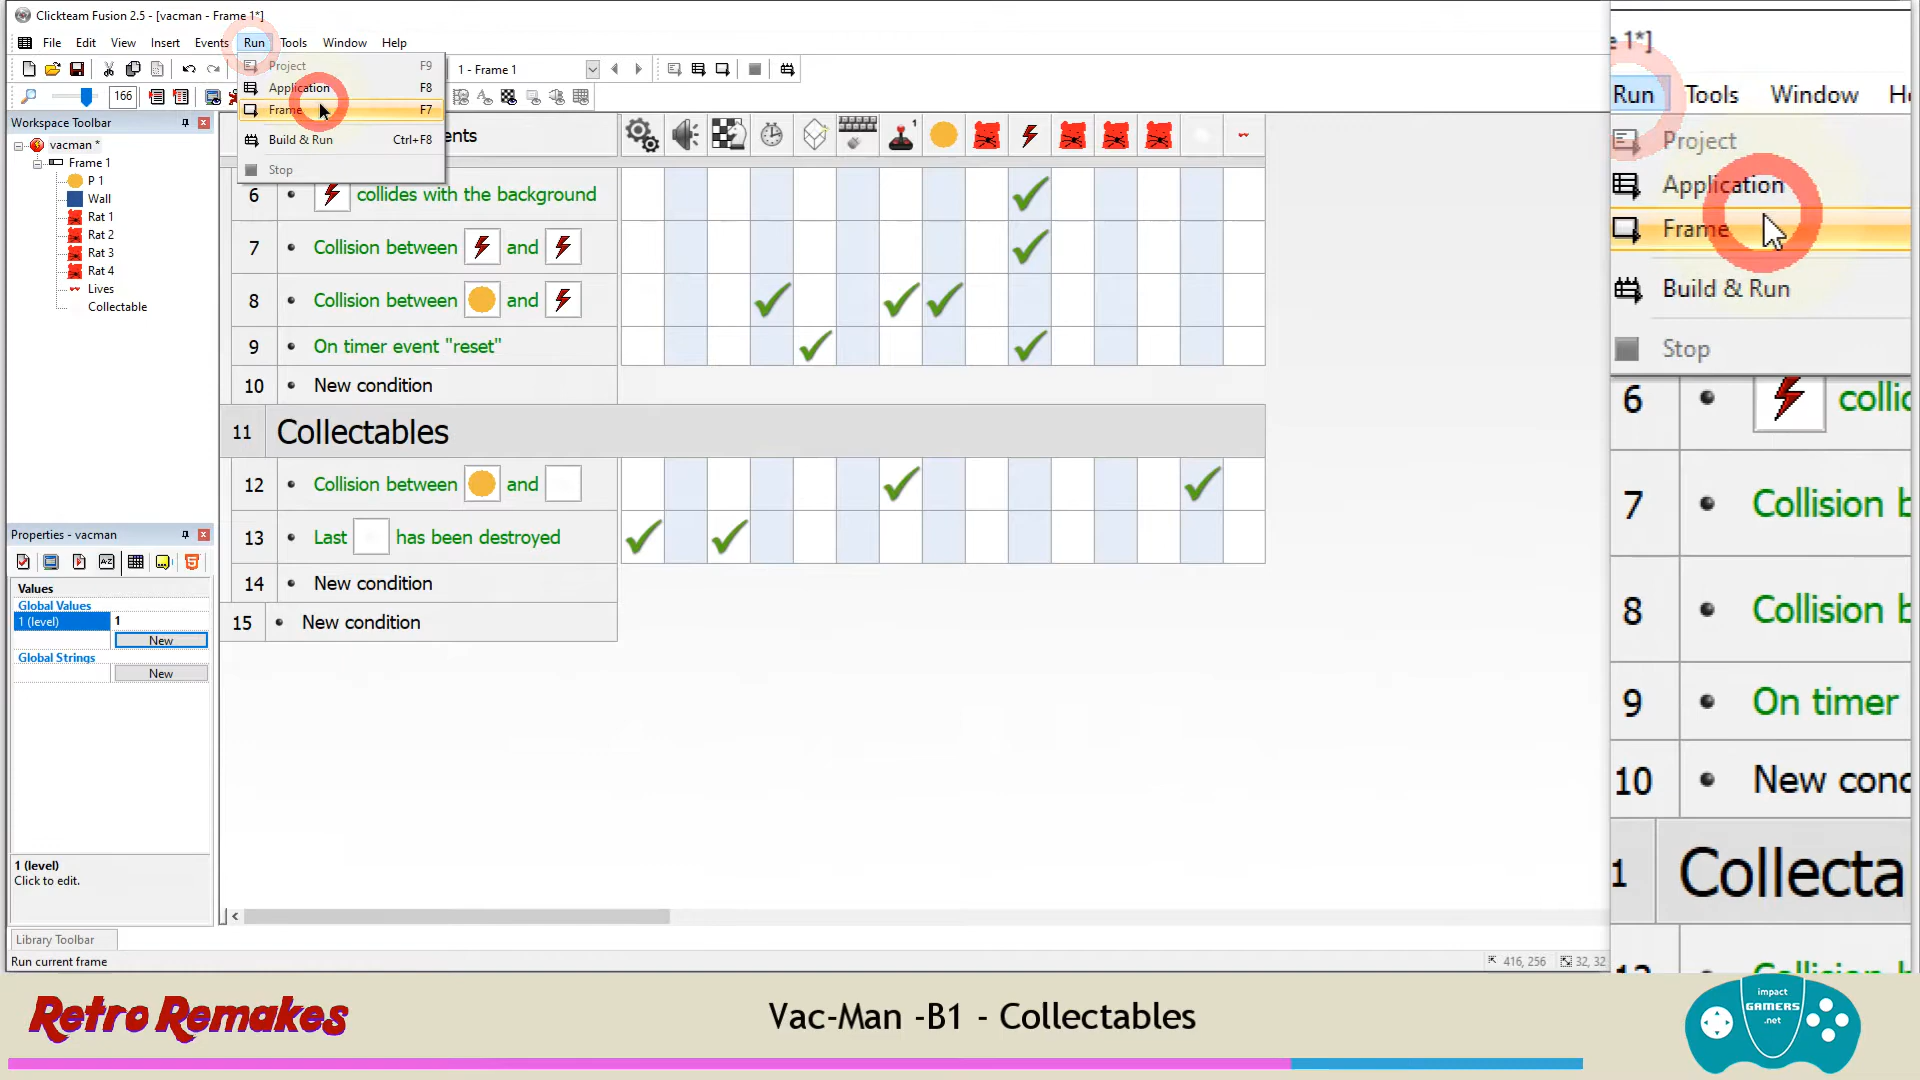 Clickteam Fusion 2.5 - [vacman - Frame 1*]
File Edit View Insert Events Run Tools Window Help
Project F9
Application F8
Frame F7
Build & Run Ctrl+F8
Stop
1 - Frame 1
166
Workspace Toolbar
vacman *
Frame 1
P 1
Wall
Rat 1
Rat 2
Rat 3
Rat 4
Lives
Collectable
ents
1
6 • collides with the background
7 • Collision between and
8 • Collision between and
9 • On timer event "reset"
10 • New condition
11 Collectables
12 • Collision between and
13 • Last has been destroyed
14 • New condition
15 • New condition
Properties - vacman
Values
Global Values
1 (level) 1
New
Global Strings
New
1 (level)
Click to edit.
Library Toolbar
Run current frame
416, 256
32, 32
e 1*]
Run Tools Window He
Project
Application
Frame
Build & Run
Stop
6 • collic
7 • Collision b
8 • Collision b
9 • On timer
10 • New conc
1 Collecta
Retro Remakes
Vac-Man -B1 - Collectables
impact
GAMERS
.net